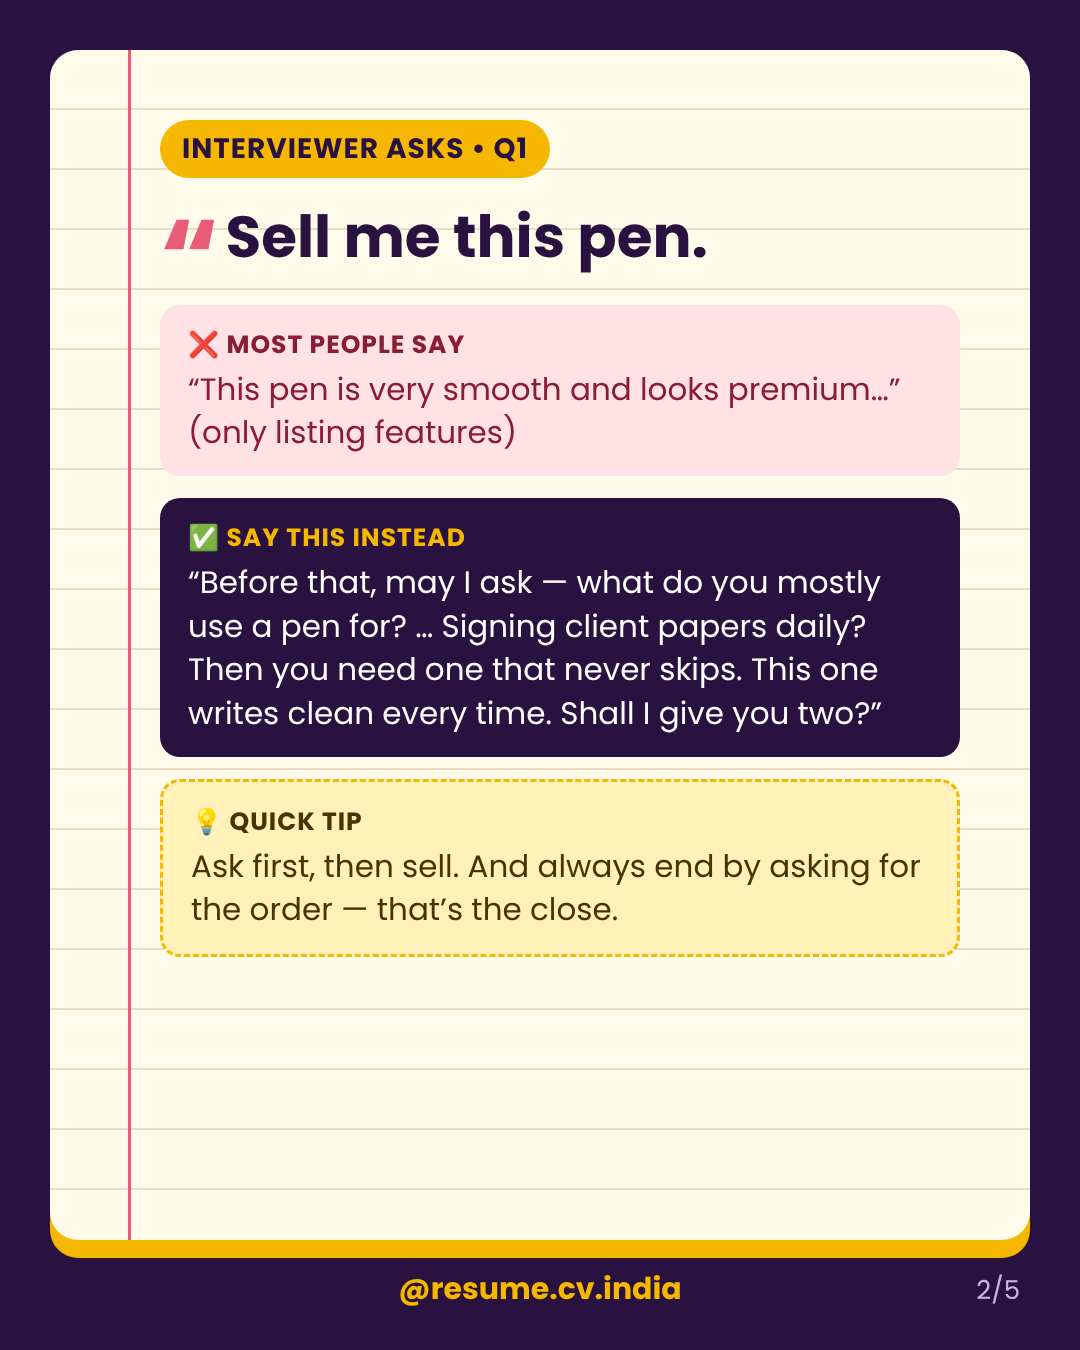 INTERVIEWER ASKS • Q1
“ Sell me this pen.
❌ MOST PEOPLE SAY
“This pen is very smooth and looks premium...”
(only listing features)
✅ SAY THIS INSTEAD
“Before that, may I ask — what do you mostly
use a pen for? ... Signing client papers daily?
Then you need one that never skips. This one
writes clean every time. Shall I give you two?”
💡 QUICK TIP
Ask first, then sell. And always end by asking for
the order — that’s the close.
@resume.cv.india
2/5